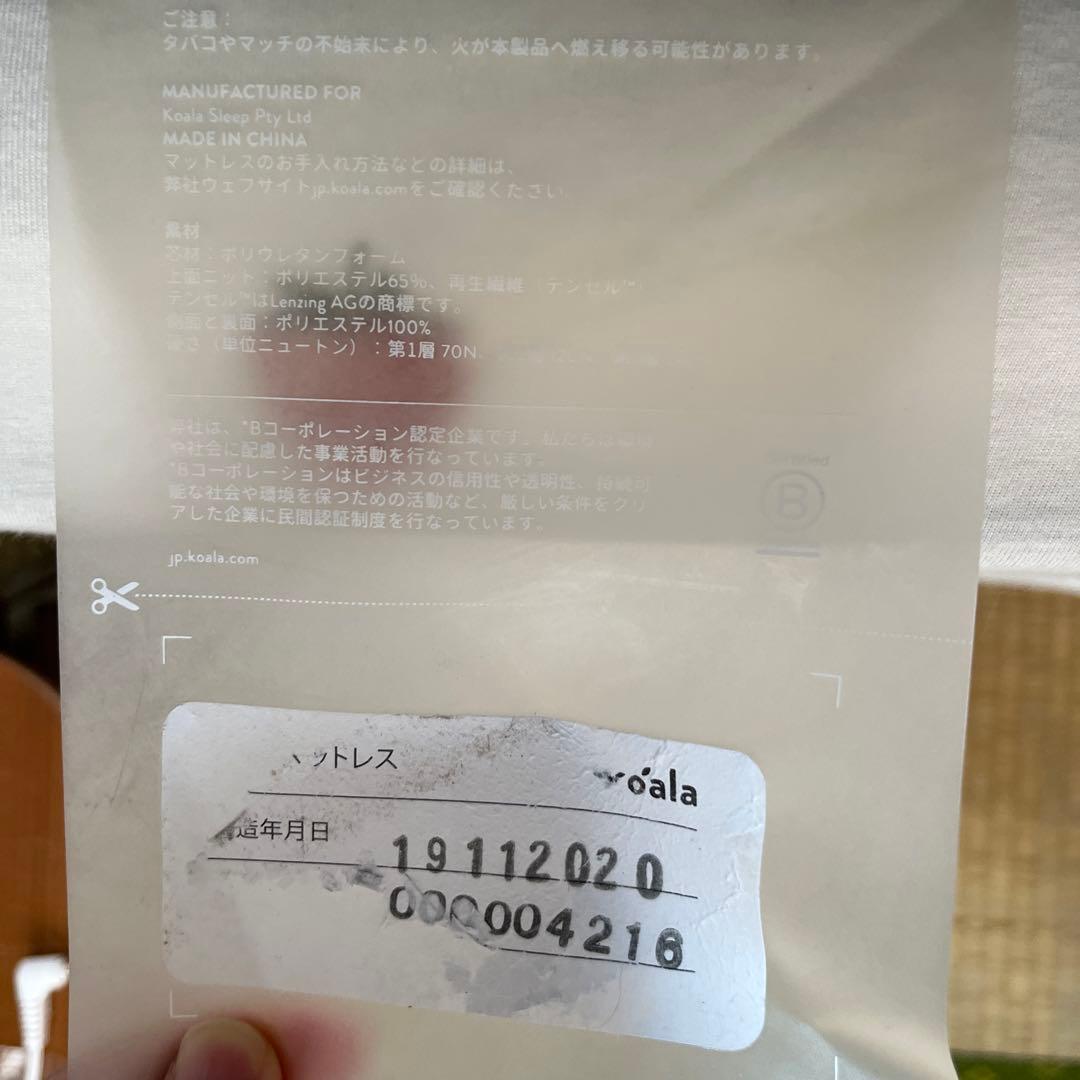 ご注意：
タバコやマッチの不始末により、火が本製品へ燃え移る可能性があります。
MANUFACTURED FOR
Koala Sleep Pty Ltd
MADE IN CHINA
マットレスのお手入れ方法などの詳細は、
弊社ウェブサイトjp.koala.comをご確認ください。
素材
芯材：ポリウレタンフォーム
上面ニット：ポリエステル65%、再生繊維（テンセル™）
テンセル™はLenzing AGの商標です。
側面と裏面：ポリエステル100%
硬さ（単位ニュートン）：第1層 70N、
弊社は、*Bコーポレーション認定企業です。私たちは環境
や社会に配慮した事業活動を行なっています。
*Bコーポレーションはビジネスの信用性や透明性、持続可
能な社会や環境を保つための活動など、厳しい条件をクリ
アした企業に民間認証制度を行なっています。
Certified
B
jp.koala.com
ットレス
koala
造年月日
19112020
000004216